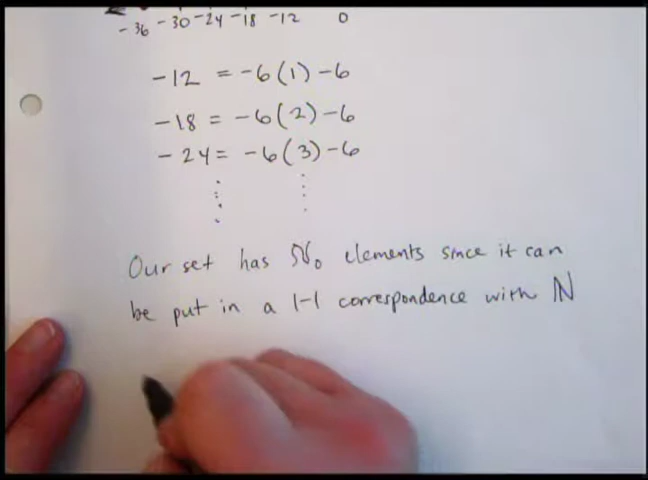 -36 -30 -24 -18 -12 0
-12 = -6(1)-6
-18 = -6(2)-6
-24 = -6(3)-6
Our set has ℵ₀ elements since it can
be put in a 1-1 correspondence with ℕ